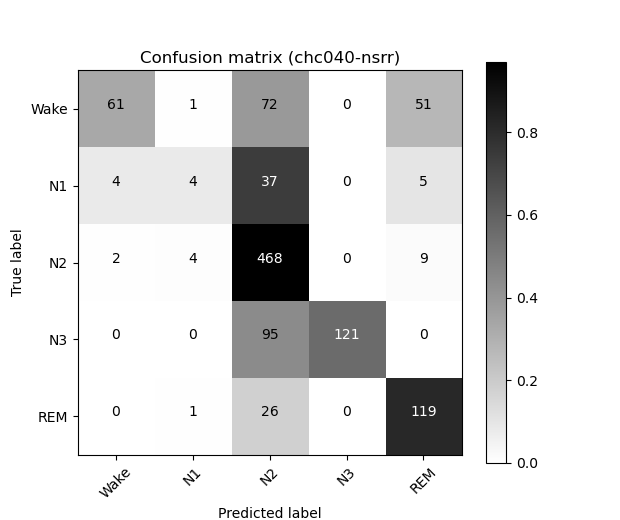 Confusion matrix (chc040-nsrr)
Wake 61 1 72 0 51
N1 4 4 37 0 5
N2 2 4 468 0 9
N3 0 0 95 121 0
REM 0 1 26 0 119
Wake N1 N2 N3 REM
Predicted label
True label
0.8
0.6
0.4
0.2
0.0